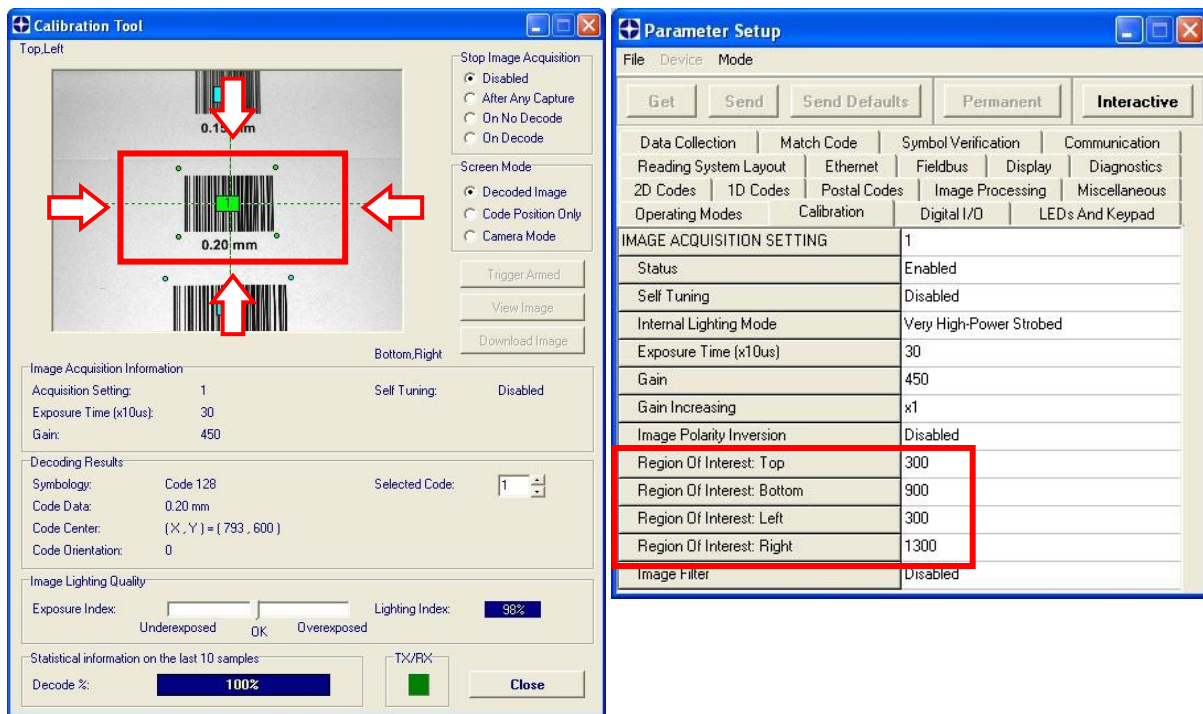 Calibration Tool
Top,Left
0.15 mm
1
0.20 mm
Bottom,Right
Stop Image Acquisition
Disabled
After Any Capture
On No Decode
On Decode
Screen Mode
Decoded Image
Code Position Only
Camera Mode
Trigger Armed
View Image
Download Image
Image Acquisition Information
Acquisition Setting: 1 Self Tuning: Disabled
Exposure Time (x10us): 30
Gain: 450
Decoding Results
Symbology: Code 128 Selected Code: 1
Code Data: 0.20 mm
Code Center: (X , Y) = ( 793 , 600 )
Code Orientation: 0
Image Lighting Quality
Exposure Index: Lighting Index: 98%
Underexposed OK Overexposed
Statistical information on the last 10 samples TX/RX
Decode %: 100% Close
Parameter Setup
File Device Mode
Get Send Send Defaults Permanent Interactive
Data Collection Match Code Symbol Verification Communication
Reading System Layout Ethernet Fieldbus Display Diagnostics
2D Codes 1D Codes Postal Codes Image Processing Miscellaneous
Operating Modes Calibration Digital I/O LEDs And Keypad
IMAGE ACQUISITION SETTING 1
Status Enabled
Self Tuning Disabled
Internal Lighting Mode Very High-Power Strobed
Exposure Time (x10us) 30
Gain 450
Gain Increasing x1
Image Polarity Inversion Disabled
Region Of Interest: Top 300
Region Of Interest: Bottom 900
Region Of Interest: Left 300
Region Of Interest: Right 1300
Image Filter Disabled